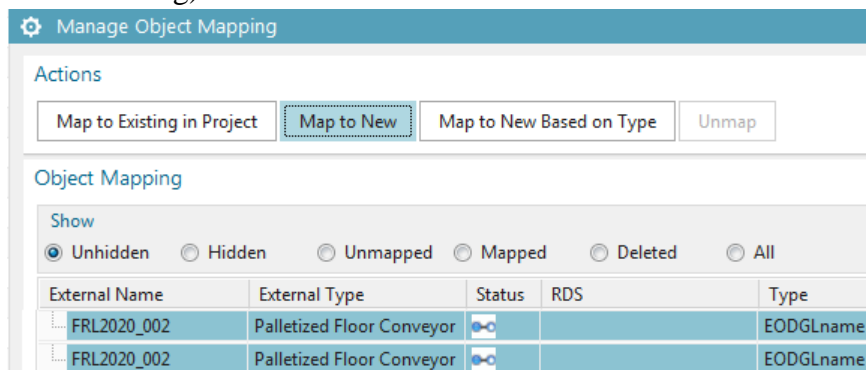 Manage Object Mapping
Actions
Map to Existing in Project Map to New Map to New Based on Type Unmap
Object Mapping
Show
Unhidden Hidden Unmapped Mapped Deleted All
External Name External Type Status RDS Type
FRL2020_002 Palletized Floor Conveyor EODGLname
FRL2020_002 Palletized Floor Conveyor EODGLname